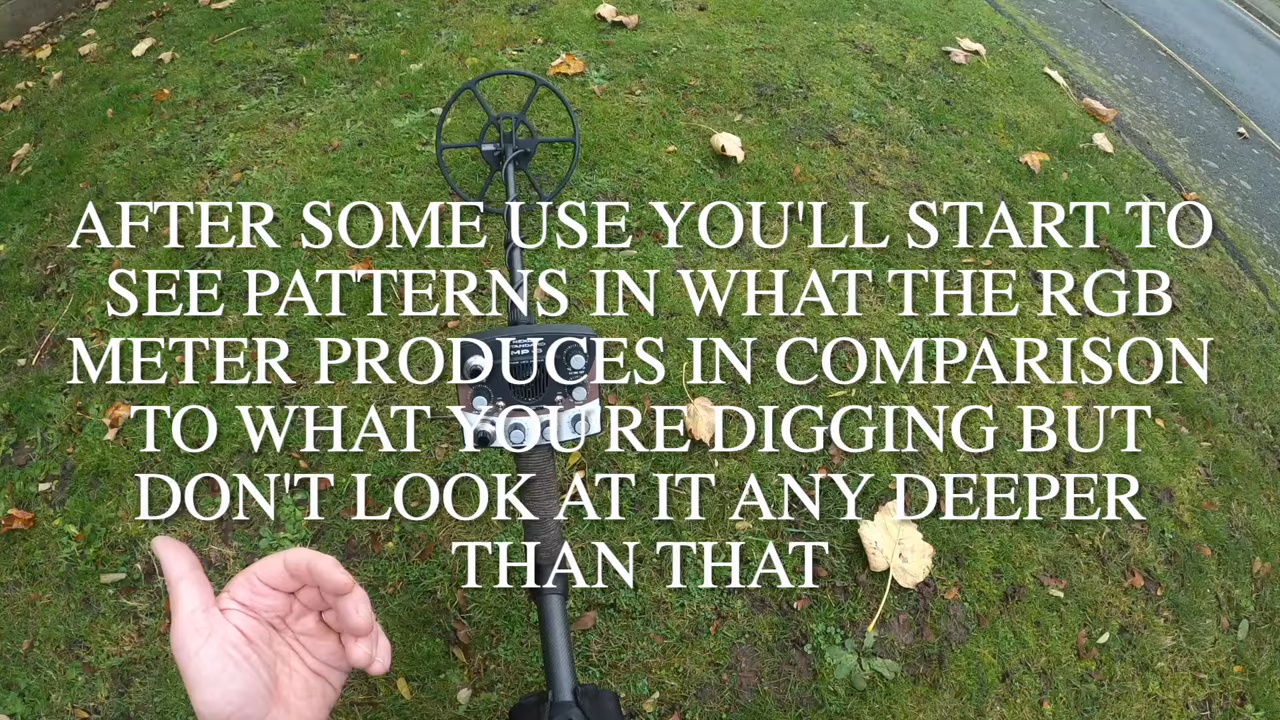 AFTER SOME USE YOU'LL START TO
SEE PATTERNS IN WHAT THE RGB
METER PRODUCES IN COMPARISON
TO WHAT YOU'RE DIGGING BUT
DON'T LOOK AT IT ANY DEEPER
THAN THAT